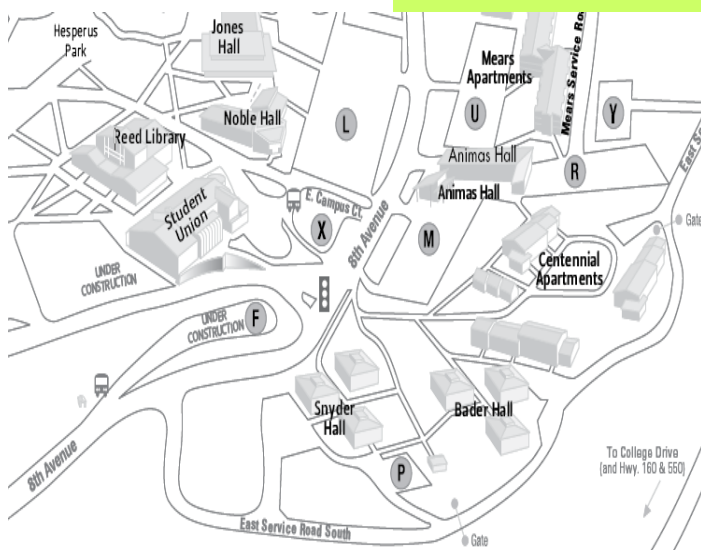 Hesperus
Park
Jones
Hall
Mears
Apartments
Mears Service Roa
L
U
Y
Noble Hall
Reed Library
Animas Hall
Animas Hall
R
East Se
Student
Union
E. Campus Ct.
X
8th Avenue
M
Gate
Centennial
Apartments
UNDER
CONSTRUCTION
UNDER
CONSTRUCTION
F
Snyder
Hall
Bader Hall
P
8th Avenue
To College Drive
(and Hwy. 160 & 550)
East Service Road South
Gate